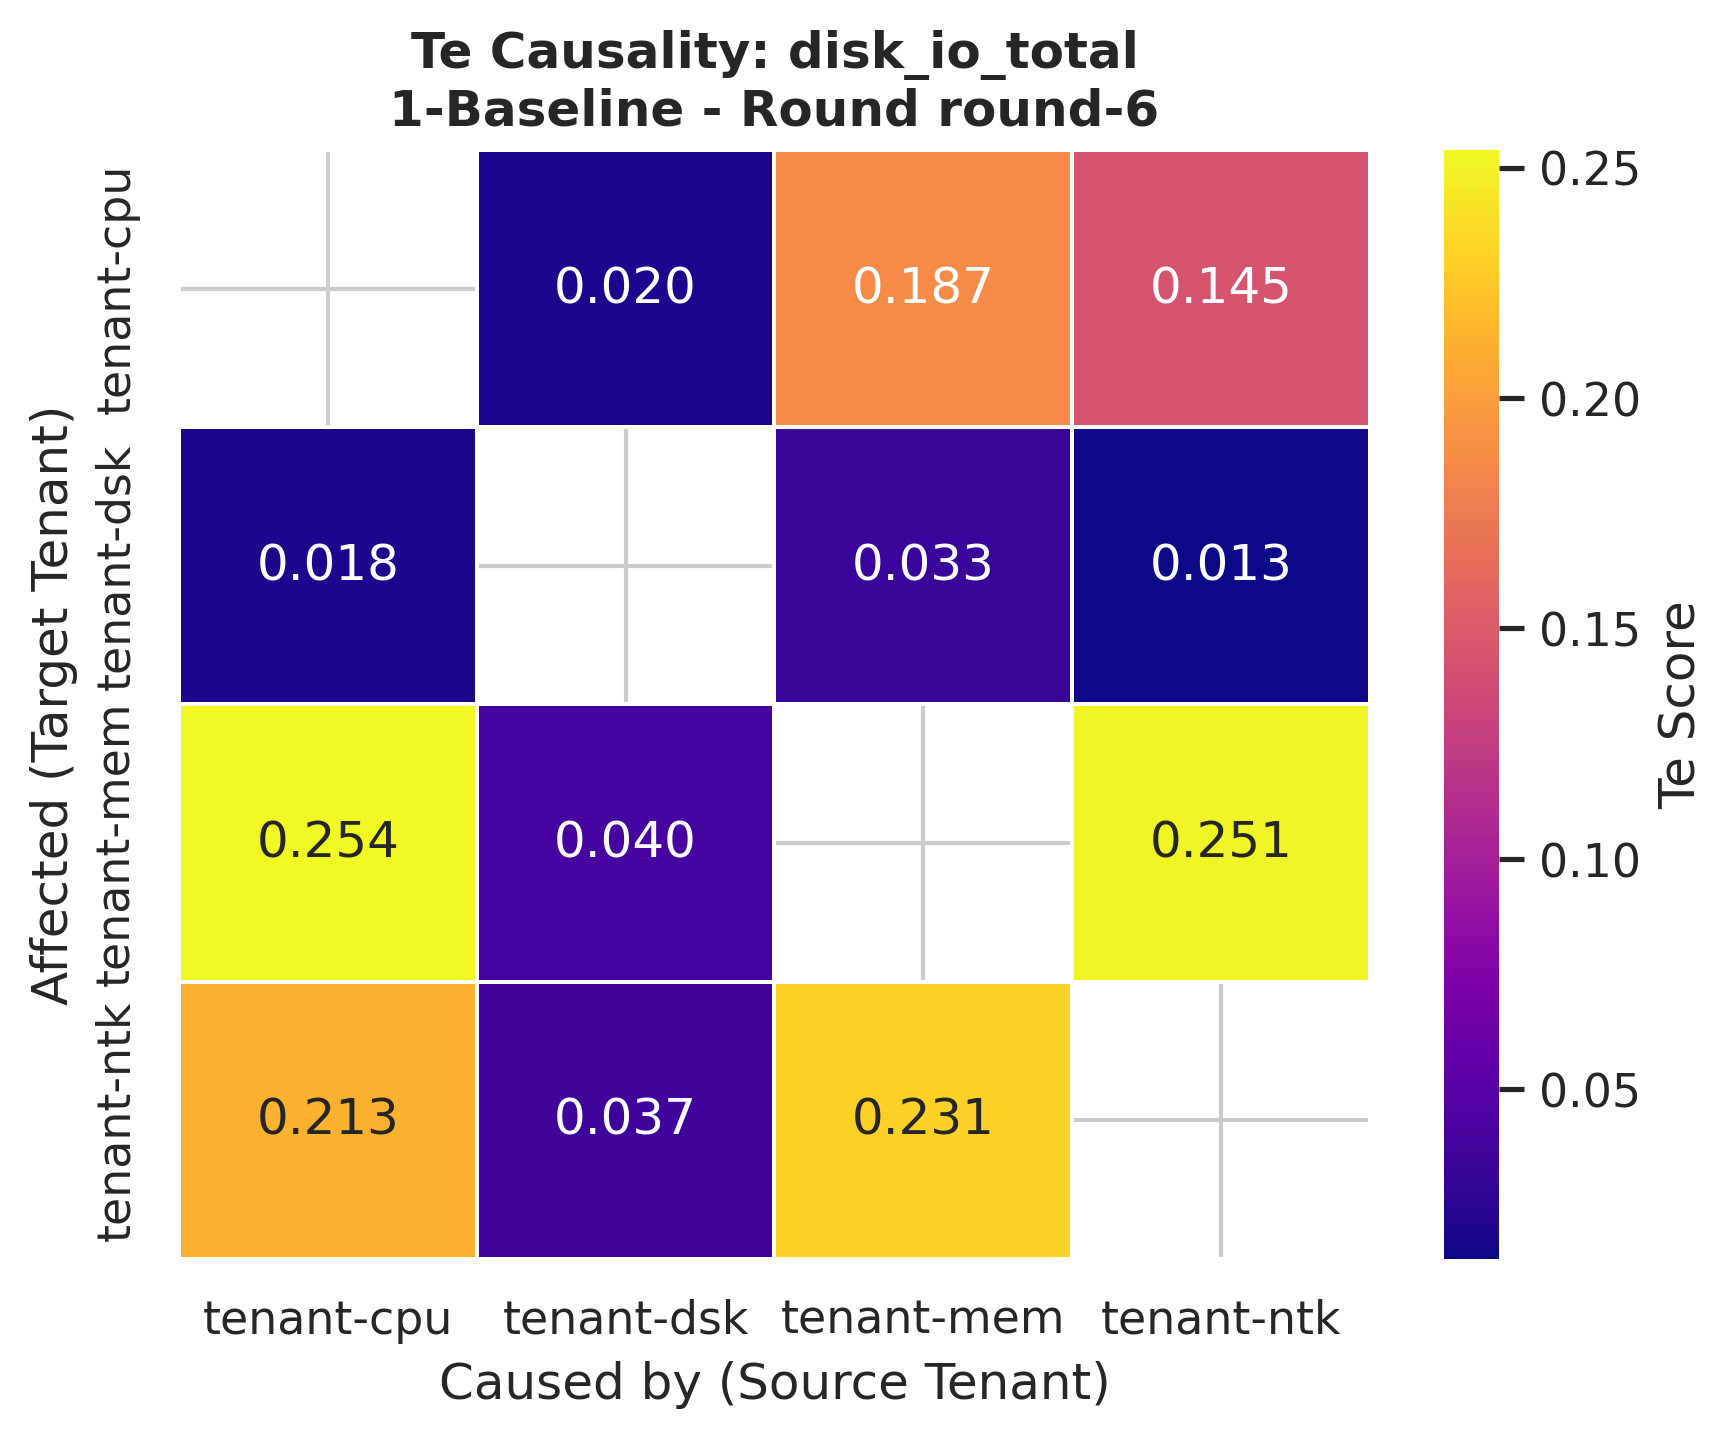 Te Causality: disk_io_total
1-Baseline - Round round-6
Affected (Target Tenant)
tenant-cpu
0.020 0.187 0.145
tenant-dsk
0.018 0.033 0.013
tenant-mem
0.254 0.040 0.251
tenant-ntk
0.213 0.037 0.231
tenant-cpu tenant-dsk tenant-mem tenant-ntk
Caused by (Source Tenant)
0.25
0.20
0.15
0.10
0.05
Te Score